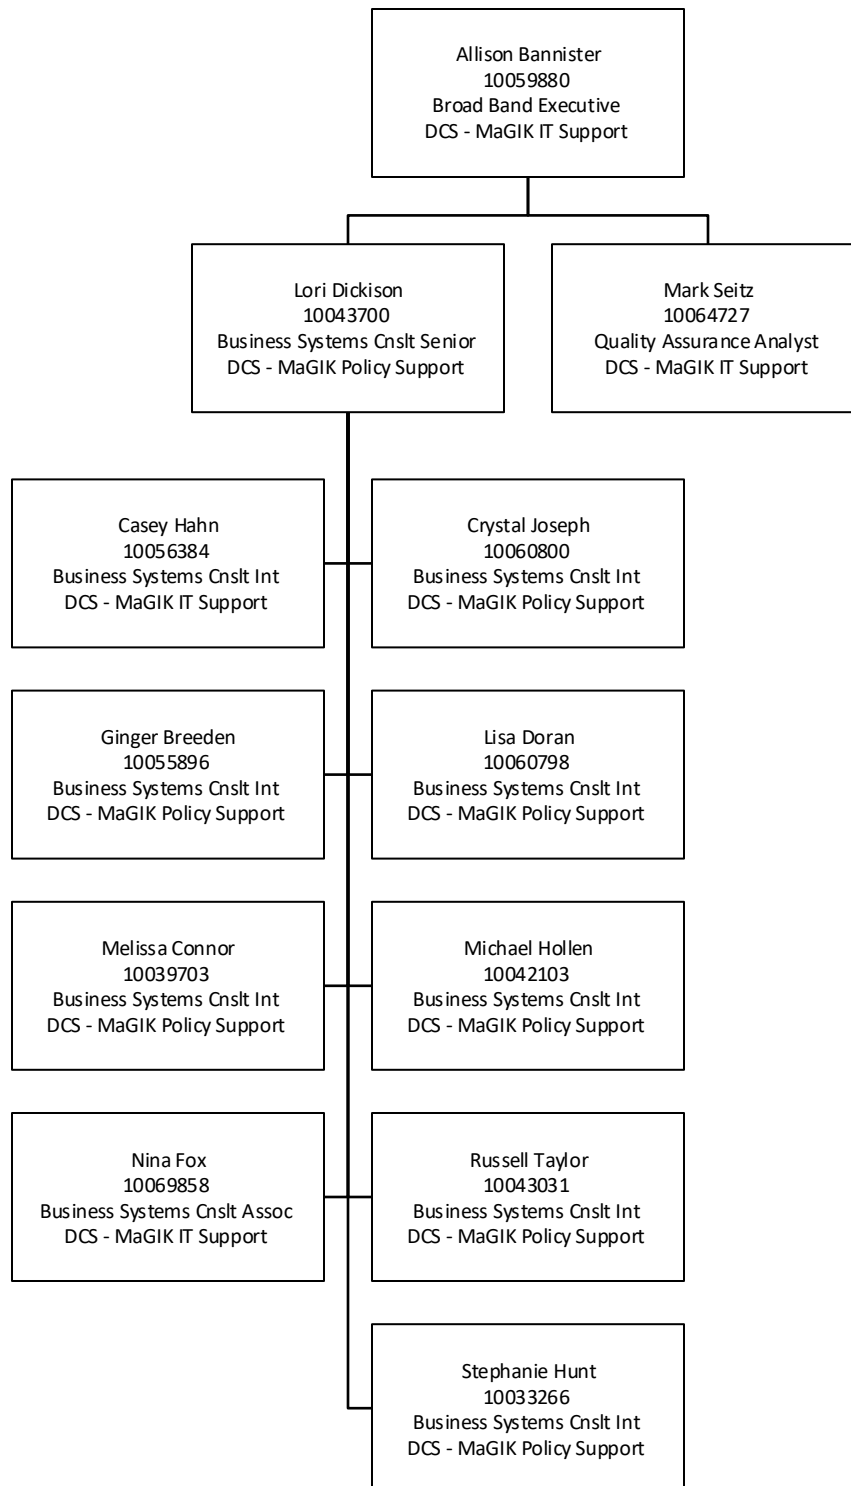 Allison Bannister
10059880
Broad Band Executive
DCS - MaGIK IT Support
Lori Dickison
10043700
Business Systems Cnslt Senior
DCS - MaGIK Policy Support
Mark Seitz
10064727
Quality Assurance Analyst
DCS - MaGIK IT Support
Casey Hahn
10056384
Business Systems Cnslt Int
DCS - MaGIK IT Support
Crystal Joseph
10060800
Business Systems Cnslt Int
DCS - MaGIK Policy Support
Ginger Breeden
10055896
Business Systems Cnslt Int
DCS - MaGIK Policy Support
Lisa Doran
10060798
Business Systems Cnslt Int
DCS - MaGIK Policy Support
Melissa Connor
10039703
Business Systems Cnslt Int
DCS - MaGIK Policy Support
Michael Hollen
10042103
Business Systems Cnslt Int
DCS - MaGIK Policy Support
Nina Fox
10069858
Business Systems Cnslt Assoc
DCS - MaGIK IT Support
Russell Taylor
10043031
Business Systems Cnslt Int
DCS - MaGIK Policy Support
Stephanie Hunt
10033266
Business Systems Cnslt Int
DCS - MaGIK Policy Support